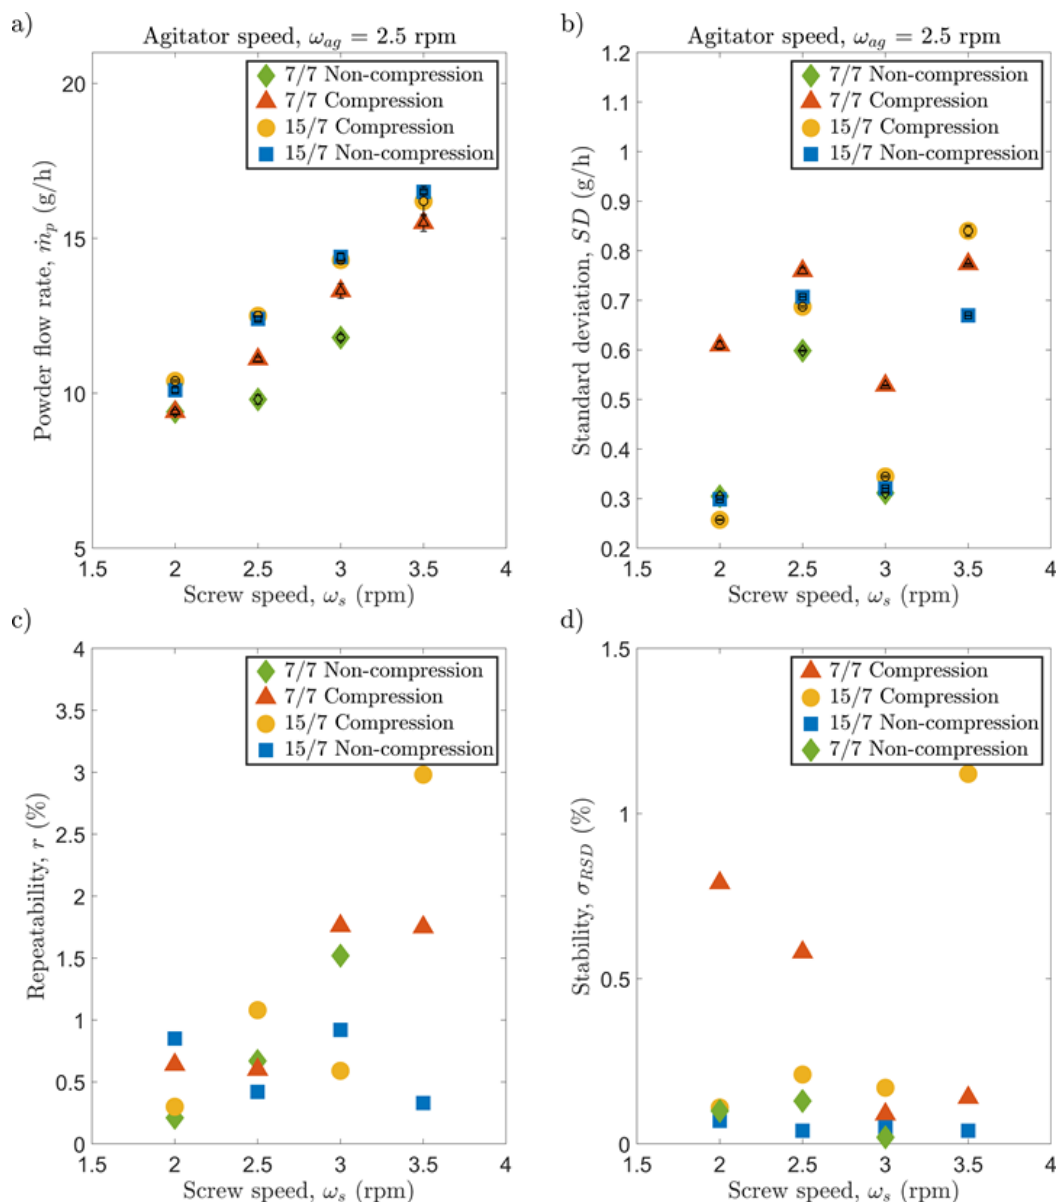 a)
Agitator speed, ω_ag = 2.5 rpm
20
15
10
5
Powder flow rate, ṁ_p (g/h)
7/7 Non-compression
7/7 Compression
15/7 Compression
15/7 Non-compression
1.5 2 2.5 3 3.5 4
Screw speed, ω_s (rpm)
b)
Agitator speed, ω_ag = 2.5 rpm
1.2
1.1
1
0.9
0.8
0.7
0.6
0.5
0.4
0.3
0.2
Standard deviation, SD (g/h)
7/7 Non-compression
7/7 Compression
15/7 Compression
15/7 Non-compression
1.5 2 2.5 3 3.5 4
Screw speed, ω_s (rpm)
c)
4
3.5
3
2.5
2
1.5
1
0.5
0
Repeatability, r (%)
7/7 Non-compression
7/7 Compression
15/7 Compression
15/7 Non-compression
1.5 2 2.5 3 3.5 4
Screw speed, ω_s (rpm)
d)
1.5
1
0.5
0
Stability, σ_RSD (%)
7/7 Compression
15/7 Compression
15/7 Non-compression
7/7 Non-compression
1.5 2 2.5 3 3.5 4
Screw speed, ω_s (rpm)